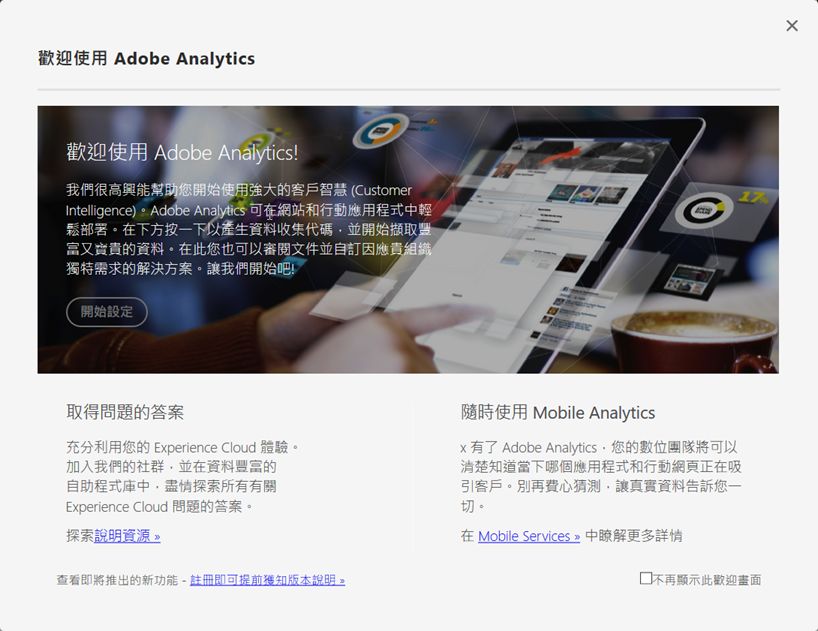 歡迎使用 Adobe Analytics
歡迎使用 Adobe Analytics!
我們很高興能幫助您開始使用強大的客戶智慧 (Customer
Intelligence)。Adobe Analytics 可在網站和行動應用程式中輕
鬆部署。在下方按一下以產生資料收集代碼，並開始擷取豐
富又寶貴的資料。在此您也可以審閱文件並自訂因應貴組織
獨特需求的解決方案。讓我們開始吧!
17%
開始設定
取得問題的答案
充分利用您的 Experience Cloud 體驗。
加入我們的社群，並在資料豐富的
自助程式庫中，盡情探索所有有關
Experience Cloud 問題的答案。
探索說明資源 »
隨時使用 Mobile Analytics
x 有了 Adobe Analytics，您的數位團隊將可以
清楚知道當下哪個應用程式和行動網頁正在吸
引客戶。別再費心猜測，讓真實資料告訴您一
切。
在 Mobile Services » 中瞭解更多詳情
查看即將推出的新功能 - 註冊即可提前獲知版本說明 »
不再顯示此歡迎畫面